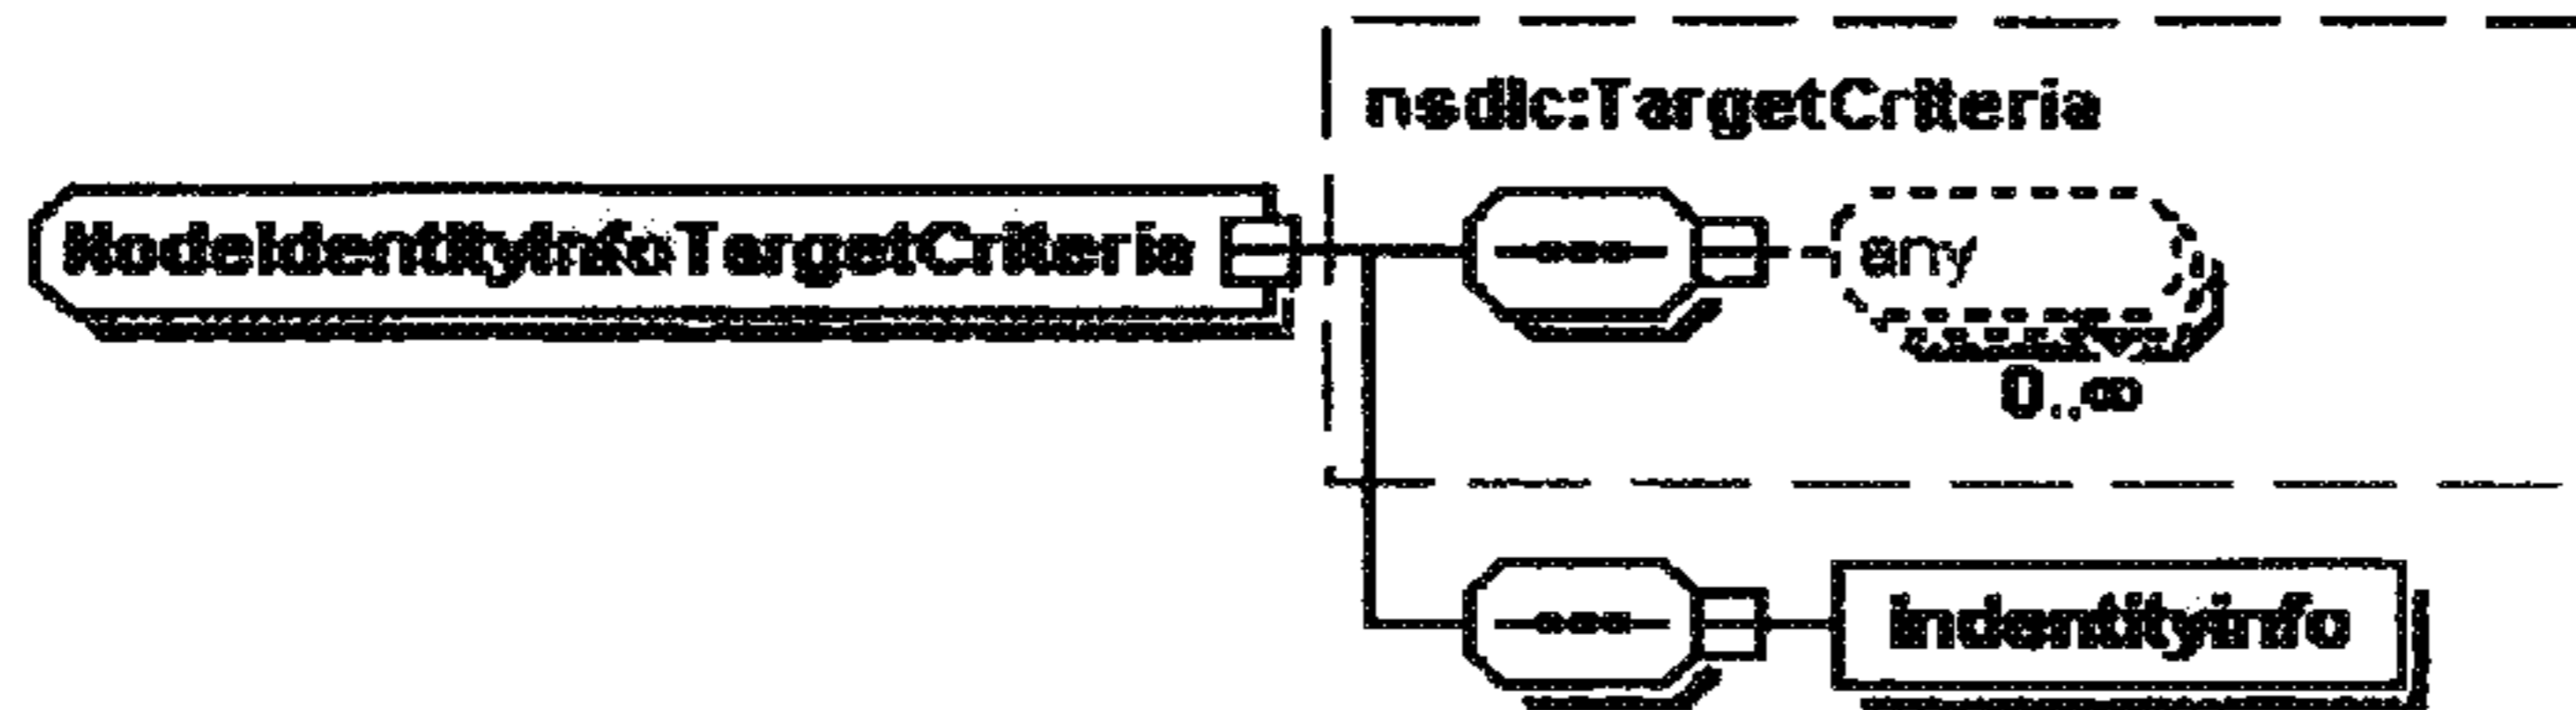 nsdlc:TargetCriteria
NodeIdentityInfoTargetCriteria
any
0..∞
indentityinfo